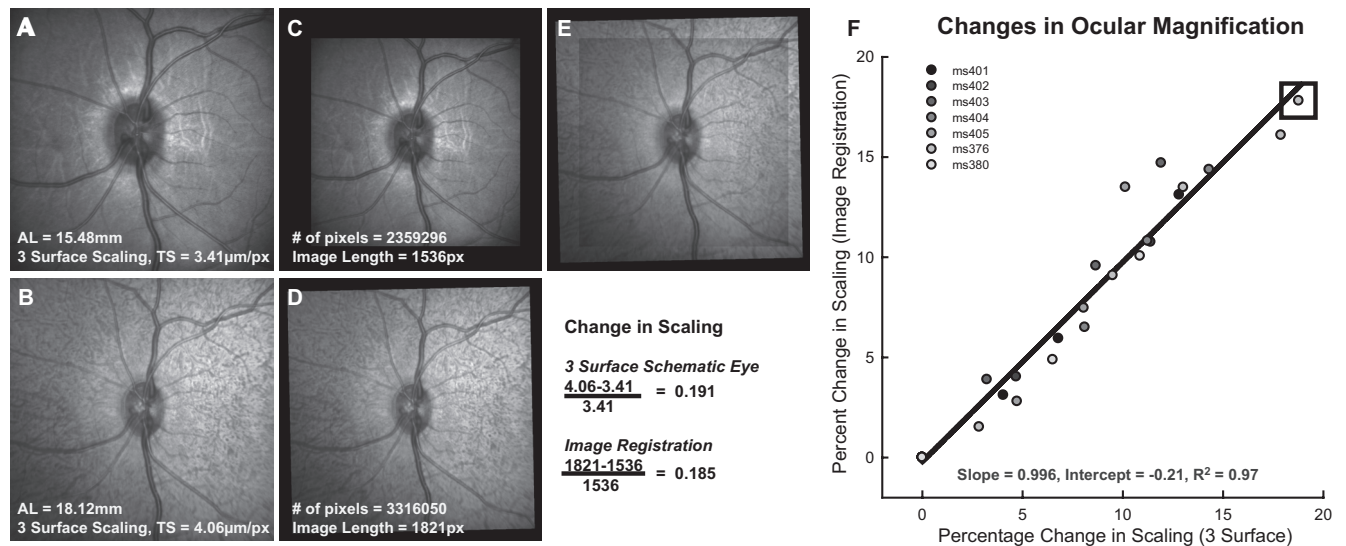 A
AL = 15.48mm
3 Surface Scaling, TS = 3.41µm/px
C
# of pixels = 2359296
Image Length = 1536px
E
B
AL = 18.12mm
3 Surface Scaling, TS = 4.06µm/px
D
# of pixels = 3316050
Image Length = 1821px
Change in Scaling
3 Surface Schematic Eye
4.06-3.41
3.41
= 0.191
Image Registration
1821-1536
1536
= 0.185
F
Changes in Ocular Magnification
Percent Change in Scaling (Image Registration)
20
15
10
5
0
ms401
ms402
ms403
ms404
ms405
ms376
ms380
Slope = 0.996, Intercept = -0.21, R² = 0.97
0 5 10 15 20
Percentage Change in Scaling (3 Surface)